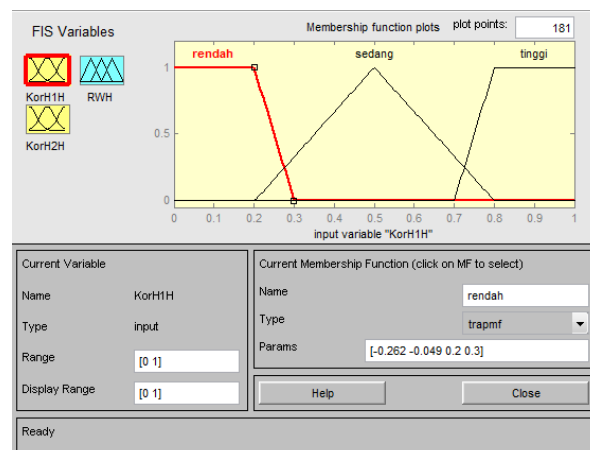 FIS Variables
Membership function plots
plot points:
181
KorH1H
RWH
KorH2H
rendah
sedang
tinggi
1
0.5
0
0 0.1 0.2 0.3 0.4 0.5 0.6 0.7 0.8 0.9 1
input variable "KorH1H"
Current Variable
Name KorH1H
Type input
Range [0 1]
Display Range [0 1]
Current Membership Function (click on MF to select)
Name rendah
Type trapmf
Params [-0.262 -0.049 0.2 0.3]
Help Close
Ready